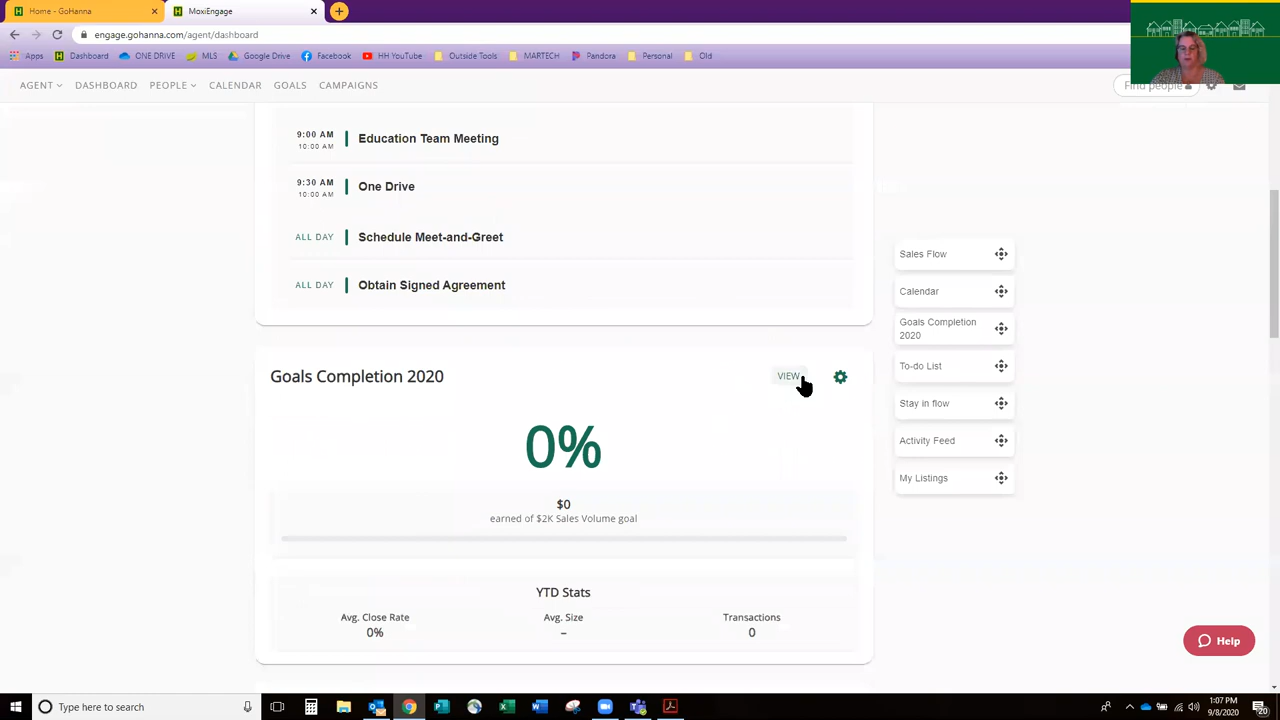 Home - GoHanna
MoxiEngage
engage.gohanna.com/agent/dashboard
Apps
Dashboard
ONE DRIVE
MLS
Google Drive
Facebook
HH YouTube
Outside Tools
MARTECH
Pandora
Personal
Old
AGENT
DASHBOARD
PEOPLE
CALENDAR
GOALS
CAMPAIGNS
Find people
9:00 AM
10:00 AM
Education Team Meeting
9:30 AM
10:00 AM
One Drive
ALL DAY
Schedule Meet-and-Greet
ALL DAY
Obtain Signed Agreement
Sales Flow
Calendar
Goals Completion
2020
To-do List
Stay in flow
Activity Feed
My Listings
Goals Completion 2020
VIEW
0%
$0
earned of $2K Sales Volume goal
YTD Stats
Avg. Close Rate
0%
Avg. Size
–
Transactions
0
Help
Type here to search
1:07 PM
9/8/2020
20